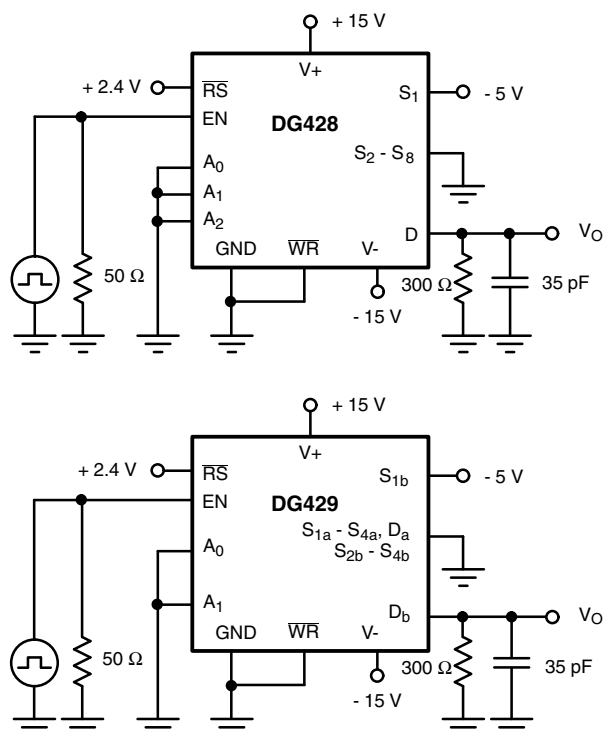 + 15 V
V+
+ 2.4 V
RS
S1
- 5 V
EN
DG428
A0
S2 - S8
A1
A2
D
VO
GND
WR
V-
50 Ω
300 Ω
35 pF
- 15 V
+ 15 V
V+
+2.4 V
RS
S1b
- 5 V
EN
DG429
S1a - S4a, Da
A0
S2b - S4b
A1
Db
VO
GND
WR
V-
50 Ω
300 Ω
35 pF
- 15 V